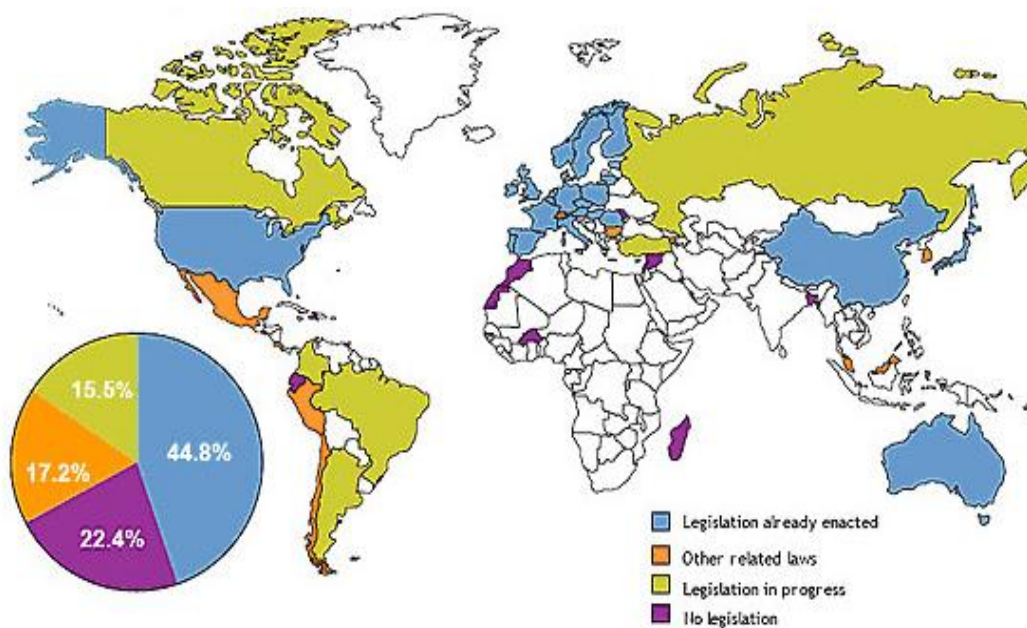 15.5%
44.8%
17.2%
22.4%
Legislation already enacted
Other related laws
Legislation in progress
No legislation